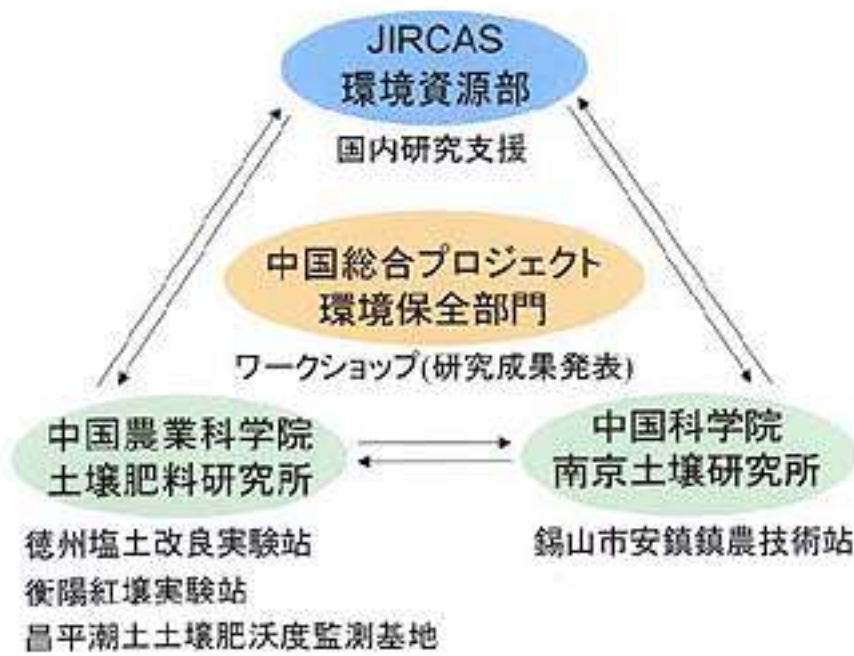 JIRCAS
環境資源部
国内研究支援
中国総合プロジェクト
環境保全部門
ワークショップ(研究成果発表)
中国農業科学院
土壌肥料研究所
中国科学院
南京土壌研究所
徳州塩土改良実験站
衡陽紅壌実験站
昌平潮土土壌肥沃度監測基地
錫山市安鎮鎮農技術站